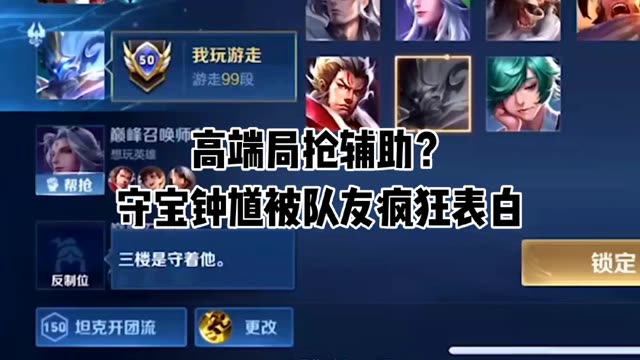 50
我玩游走
游走99段
巅峰召唤师
想玩英雄
帮抢
高端局抢辅助？
守宝钟馗被队友疯狂表白
三楼是守着他。
反制位
锁定
150
坦克开团流
更改